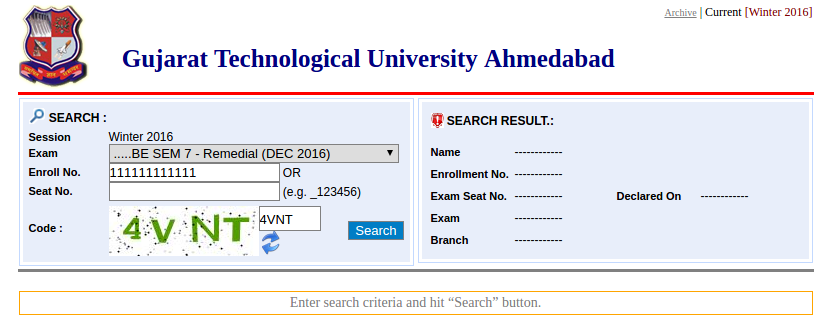 Archive | Current [Winter 2016]
Gujarat Technological University Ahmedabad
SEARCH :
Session Winter 2016
Exam .....BE SEM 7 - Remedial (DEC 2016)
Enroll No. 111111111111 OR
Seat No. (e.g. _123456)
Code : 4VNT 4VNT Search
SEARCH RESULT.:
Name ------------
Enrollment No. ------------
Exam Seat No. ------------ Declared On ------------
Exam ------------
Branch ------------
Enter search criteria and hit “Search” button.